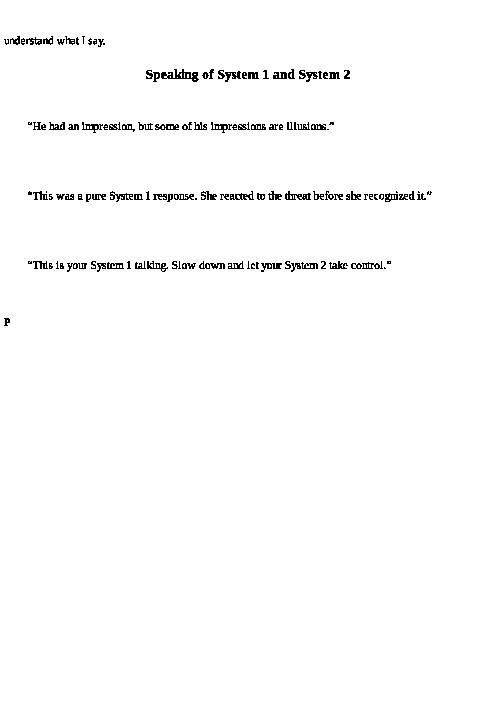 understand what I say.
Speaking of System 1 and System 2
“He had an impression, but some of his impressions are illusions.”
“This was a pure System 1 response. She reacted to the threat before she recognized it.”
“This is your System 1 talking. Slow down and let your System 2 take control.”
P